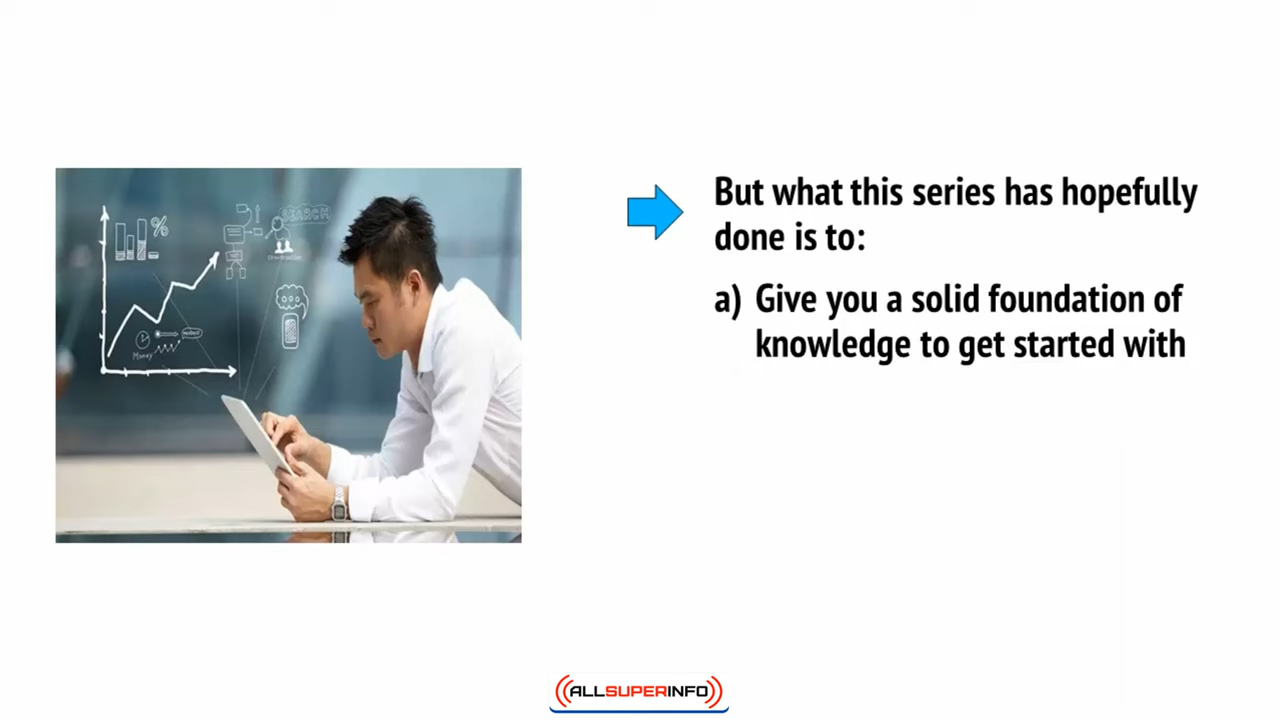 %
SEARCH
Money
But what this series has hopefully
done is to:
a) Give you a solid foundation of
knowledge to get started with
ALLSUPERINFO